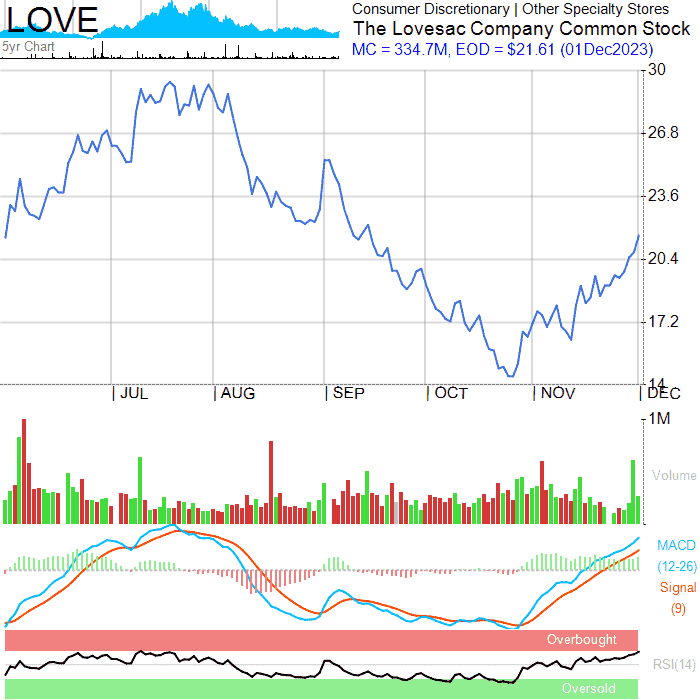 LOVE
Consumer Discretionary | Other Specialty Stores
The Lovesac Company Common Stock
MC = 334.7M, EOD = $21.61 (01Dec2023)
5yr Chart
30
26.8
23.6
20.4
17.2
14
JUL
AUG
SEP
OCT
NOV
DEC
1M
Volume
MACD
(12-26)
Signal
(9)
Overbought
RSI(14)
Oversold